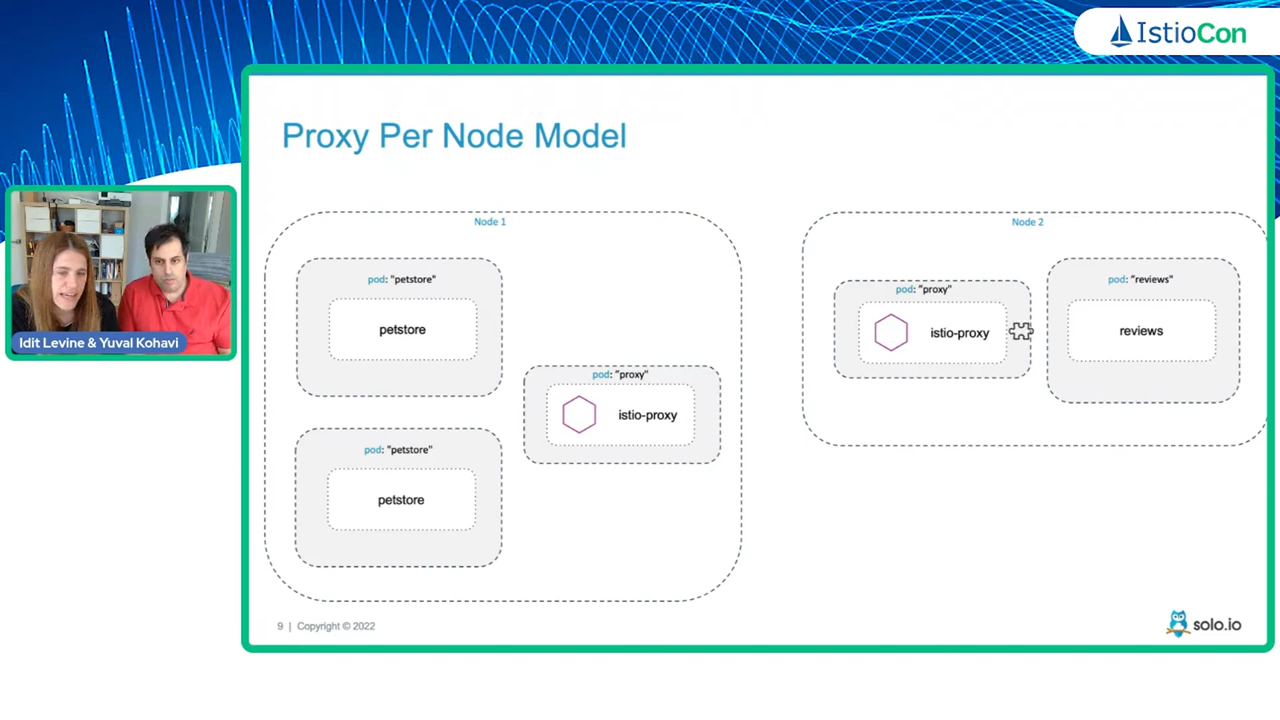 IstioCon
Proxy Per Node Model
Node 1
Node 2
pod: "petstore"
petstore
pod: "proxy"
istio-proxy
pod: "reviews"
reviews
Idit Levine & Yuval Kohavi
pod: "proxy"
istio-proxy
pod: "petstore"
petstore
9 | Copyright © 2022
solo.io